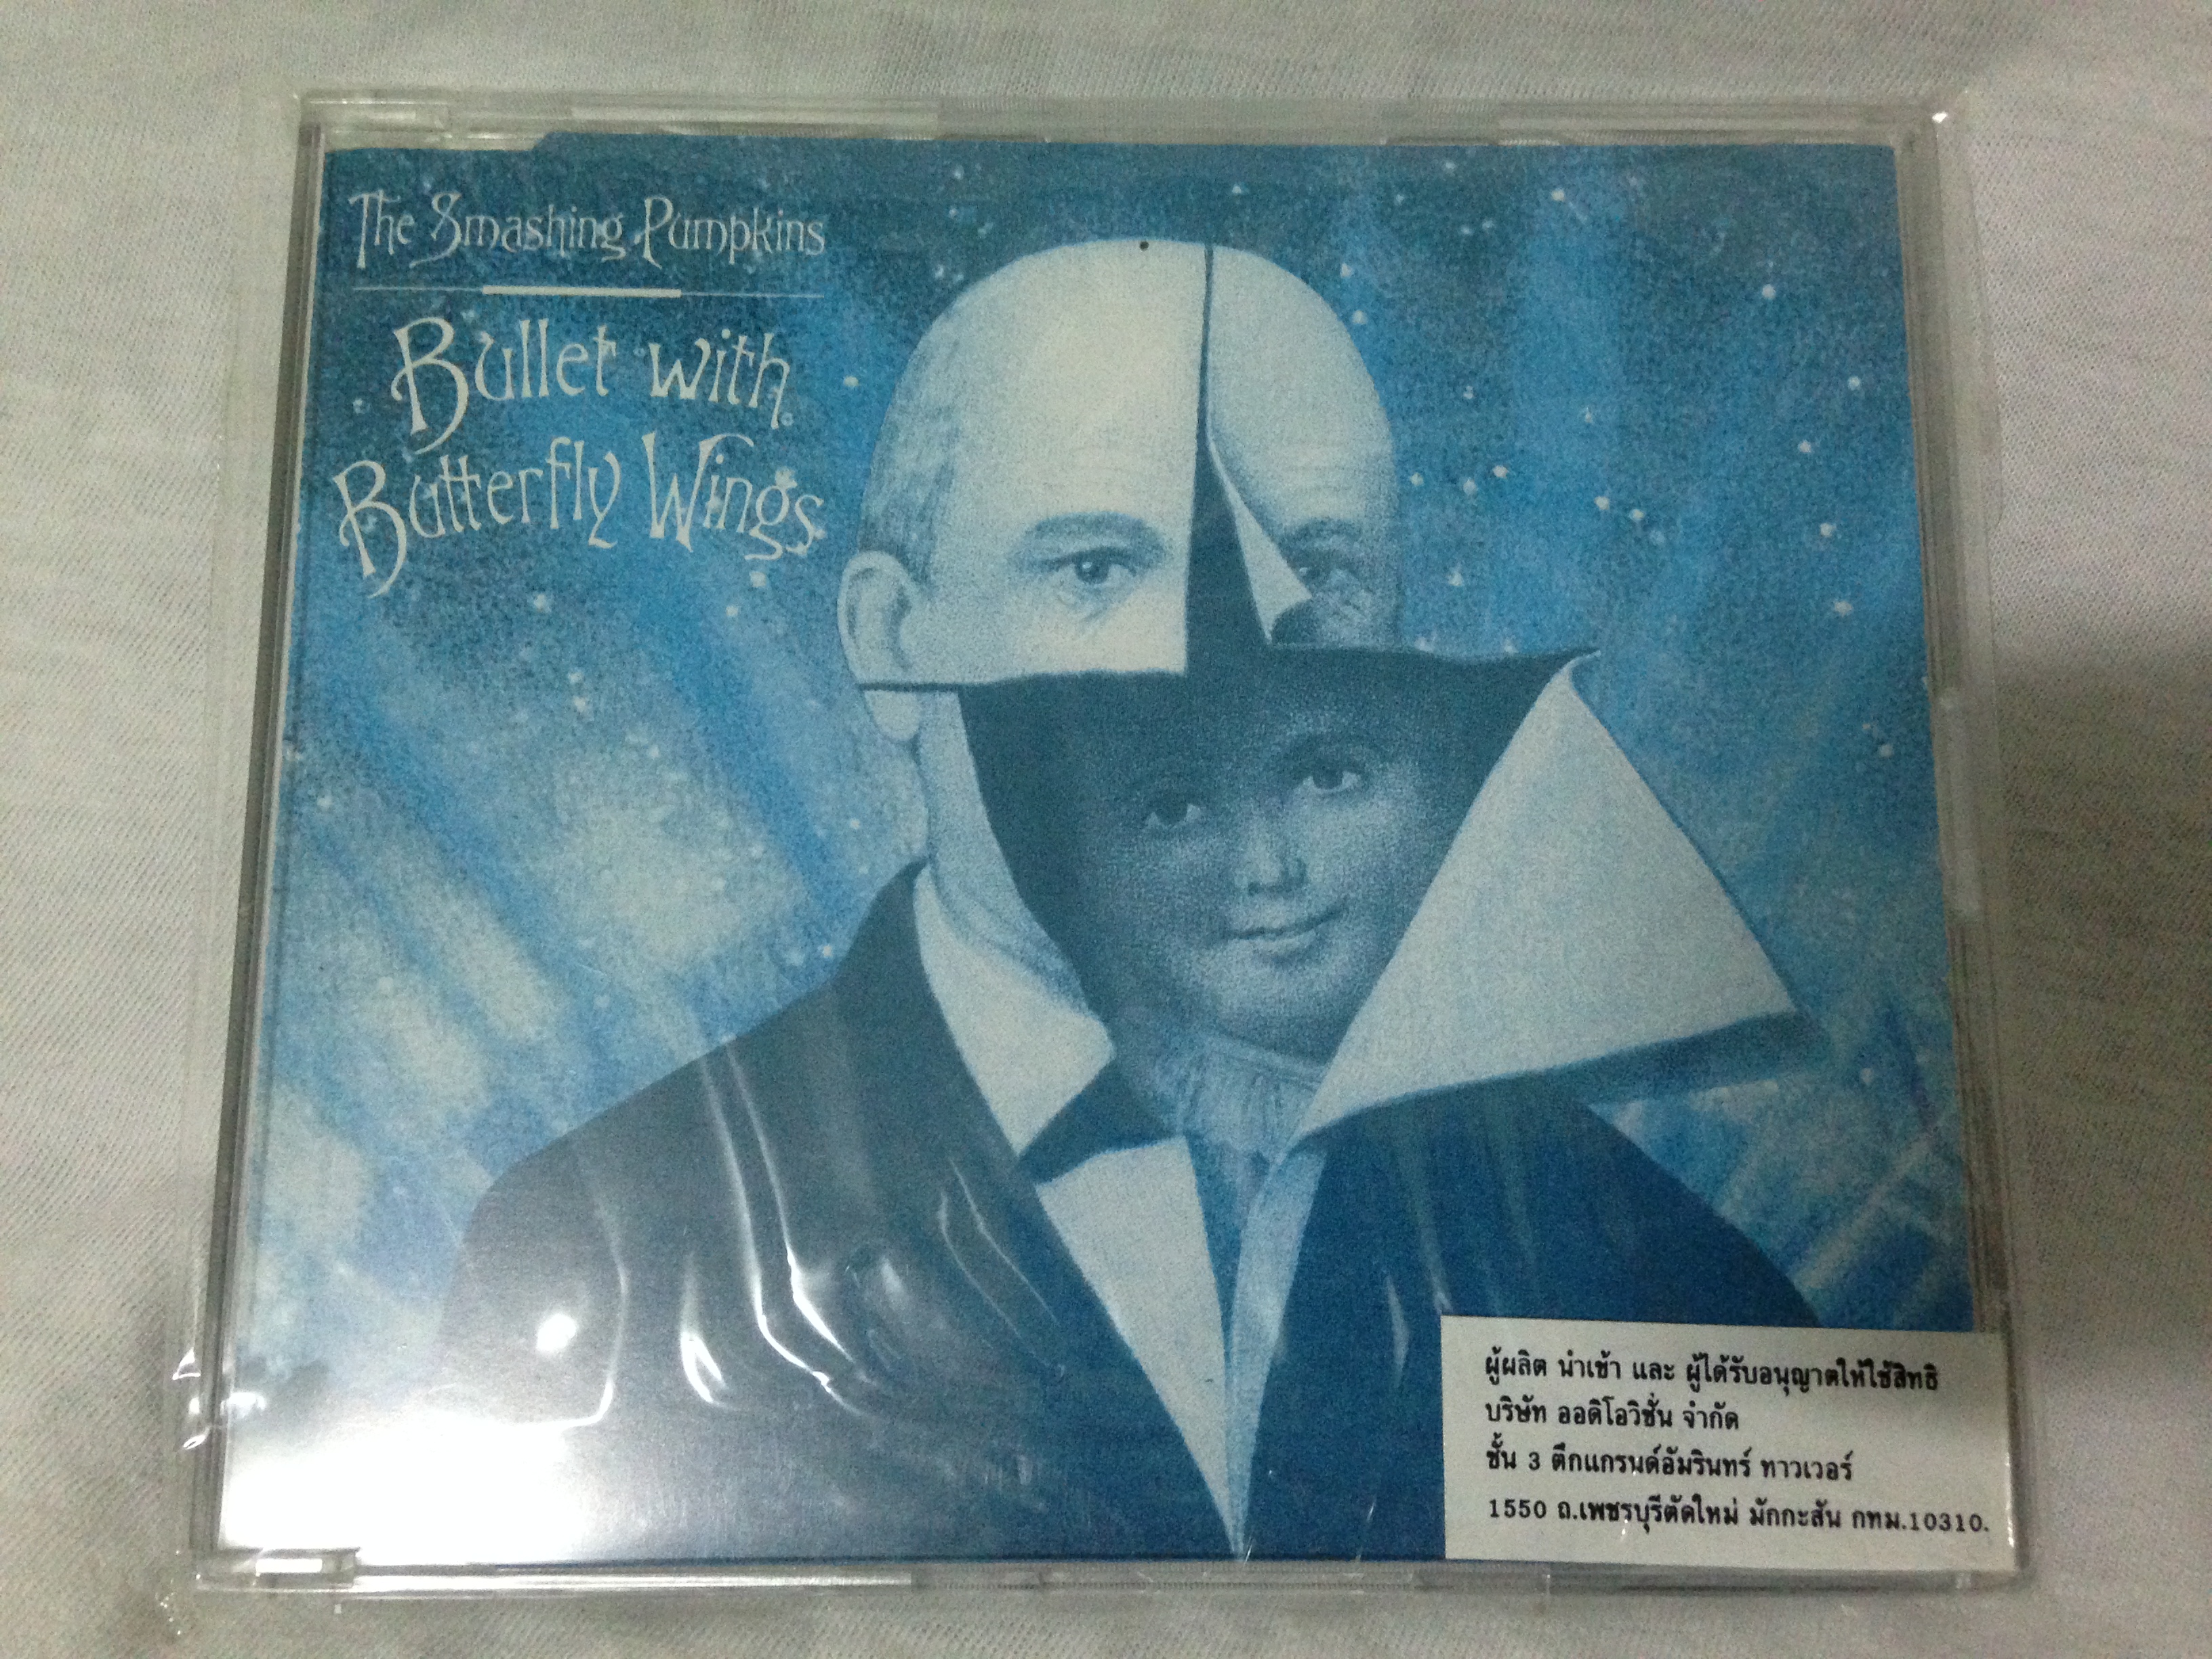 The Smashing Pumpkins
Bullet with
Butterfly Wings
ผู้ผลิต นำเข้า และ ผู้ได้รับอนุญาตให้ใช้สิทธิ
บริษัท ออดิโอวิชั่น จำกัด
ชั้น 3 ตึกแกรนด์อัมรินทร์ ทาวเวอร์
1550 ถ.เพชรบุรีตัดใหม่ มักกะสัน กทม.10310.